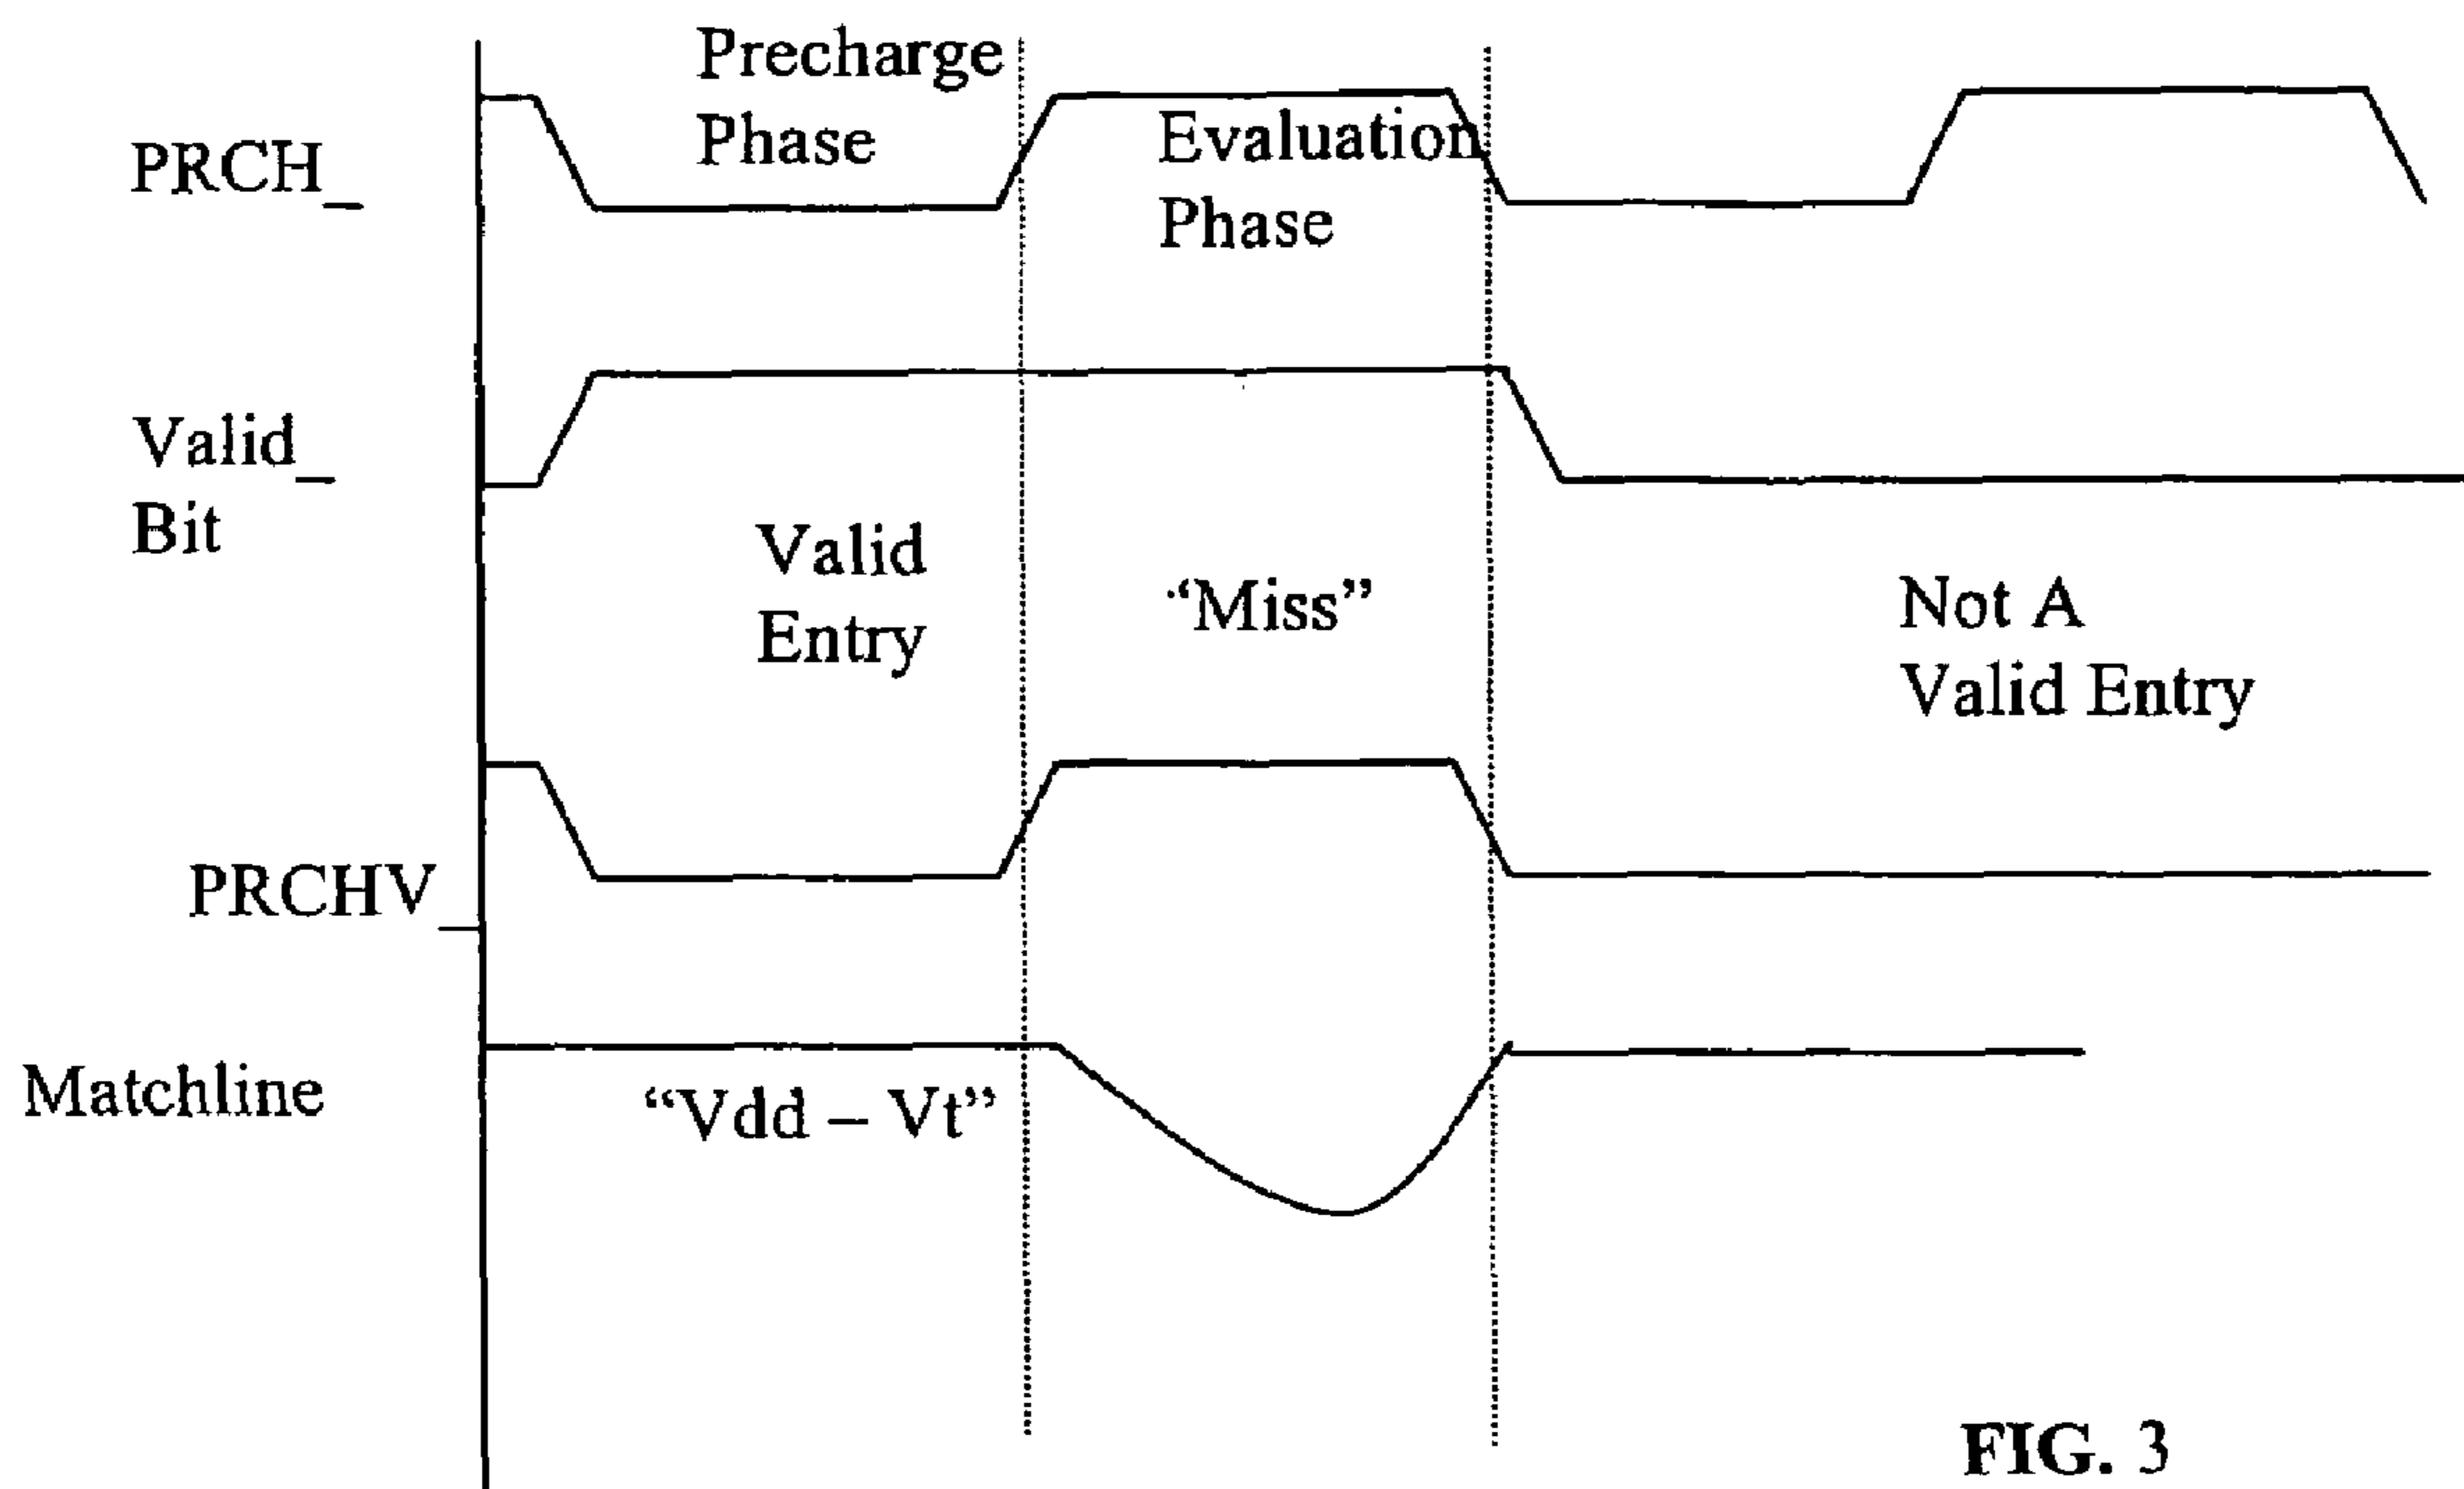 Precharge
Phase
PRCH_
Evaluation
Phase
Valid_
Bit
Valid
Entry
“Miss”
Not A
Valid Entry
PRCHV_
Matchline
“Vdd – Vt”
FIG. 3